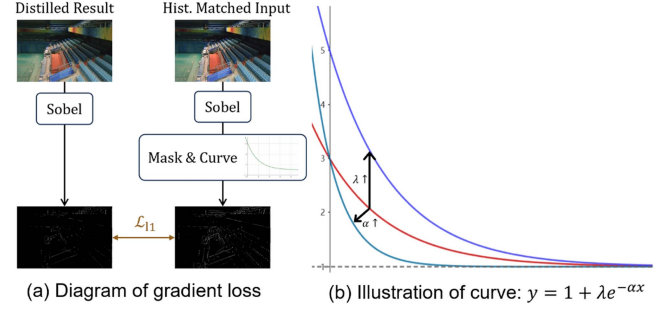 Distilled Result
Hist. Matched Input
Sobel
Sobel
Mask & Curve
ℒl1
(a) Diagram of gradient loss
5
4
3
2
1
λ ↑
α ↑
(b) Illustration of curve: y = 1 + λe^{-αx}